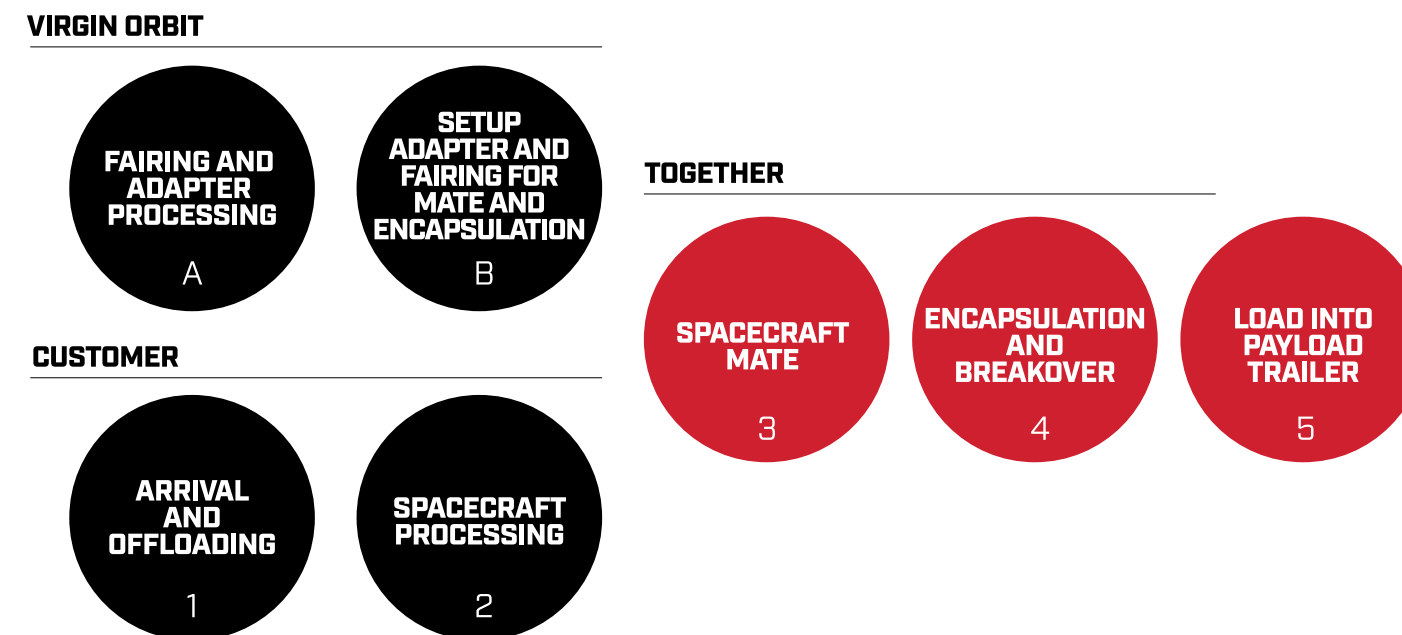 VIRGIN ORBIT
FAIRING AND
ADAPTER
PROCESSING
A
SETUP
ADAPTER AND
FAIRING FOR
MATE AND
ENCAPSULATION
B
CUSTOMER
ARRIVAL
AND
OFFLOADING
1
SPACECRAFT
PROCESSING
2
TOGETHER
SPACECRAFT
MATE
3
ENCAPSULATION
AND
BREAKOVER
4
LOAD INTO
PAYLOAD
TRAILER
5